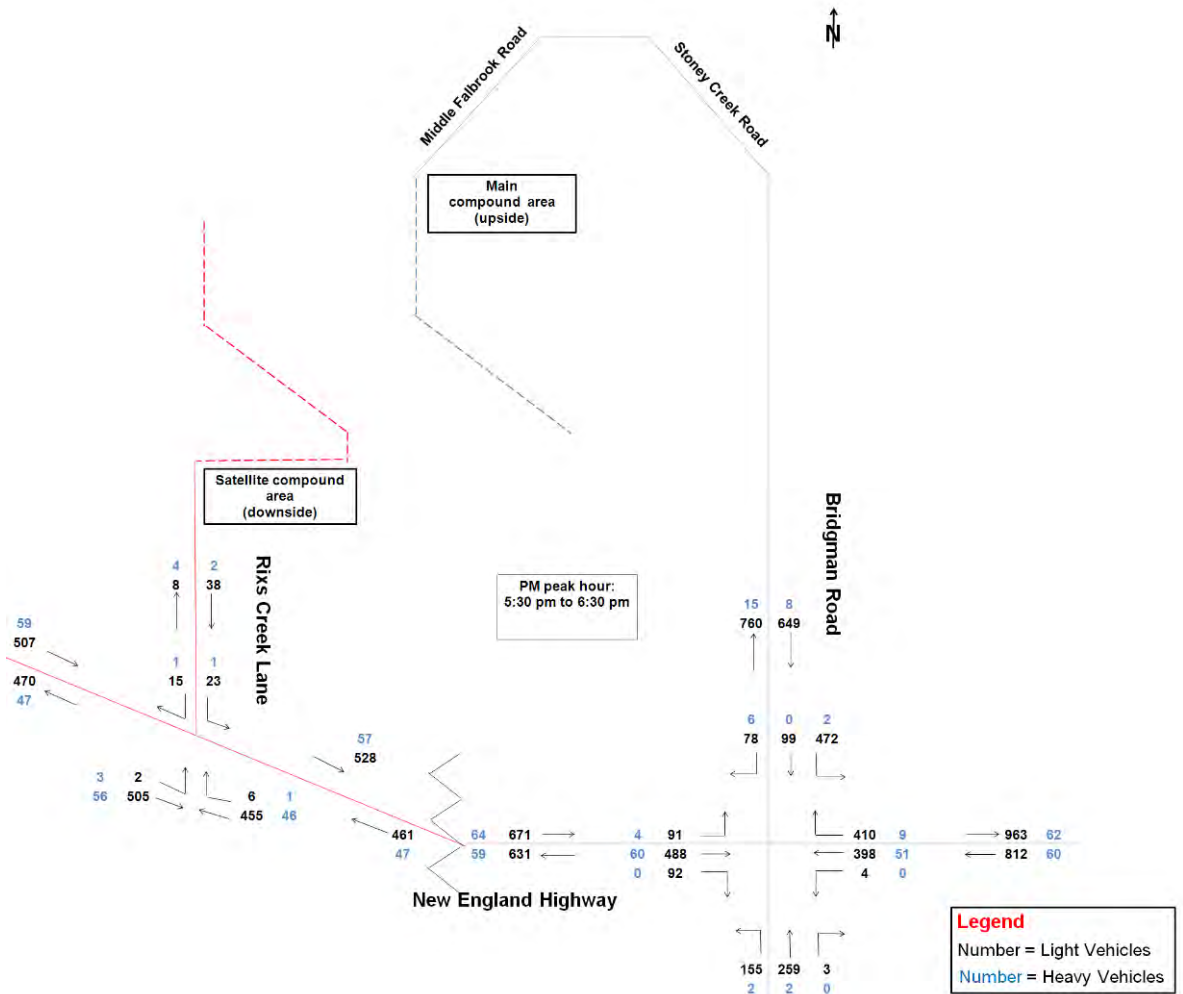 N
Middle Falbrook Road
Stoney Creek Road
Main
compound area
(upside)
Satellite compound
area
(downside)
Rixs Creek Lane
Bridgman Road
PM peak hour:
5:30 pm to 6:30 pm
4 2
8 38
15 8
760 649
59
507
1 1
15 23
470
47
6 0 2
78 99 472
57
528
3 2
56 505
6 1
455 46
461
47
64 671
59 631
4 91
60 488
0 92
410 9
398 51
4 0
963 62
812 60
New England Highway
155 259 3
2 2 0
Legend
Number = Light Vehicles
Number = Heavy Vehicles